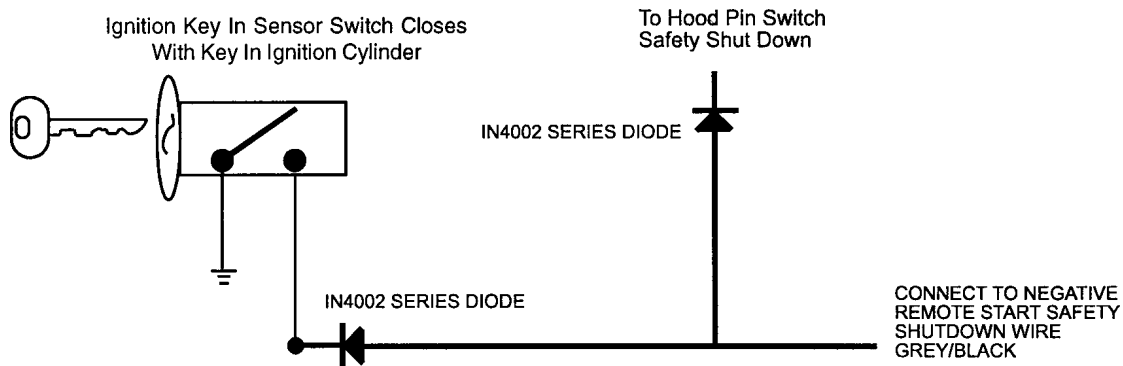 Ignition Key In Sensor Switch Closes
With Key In Ignition Cylinder
To Hood Pin Switch
Safety Shut Down
IN4002 SERIES DIODE
IN4002 SERIES DIODE
CONNECT TO NEGATIVE
REMOTE START SAFETY
SHUTDOWN WIRE
GREY/BLACK